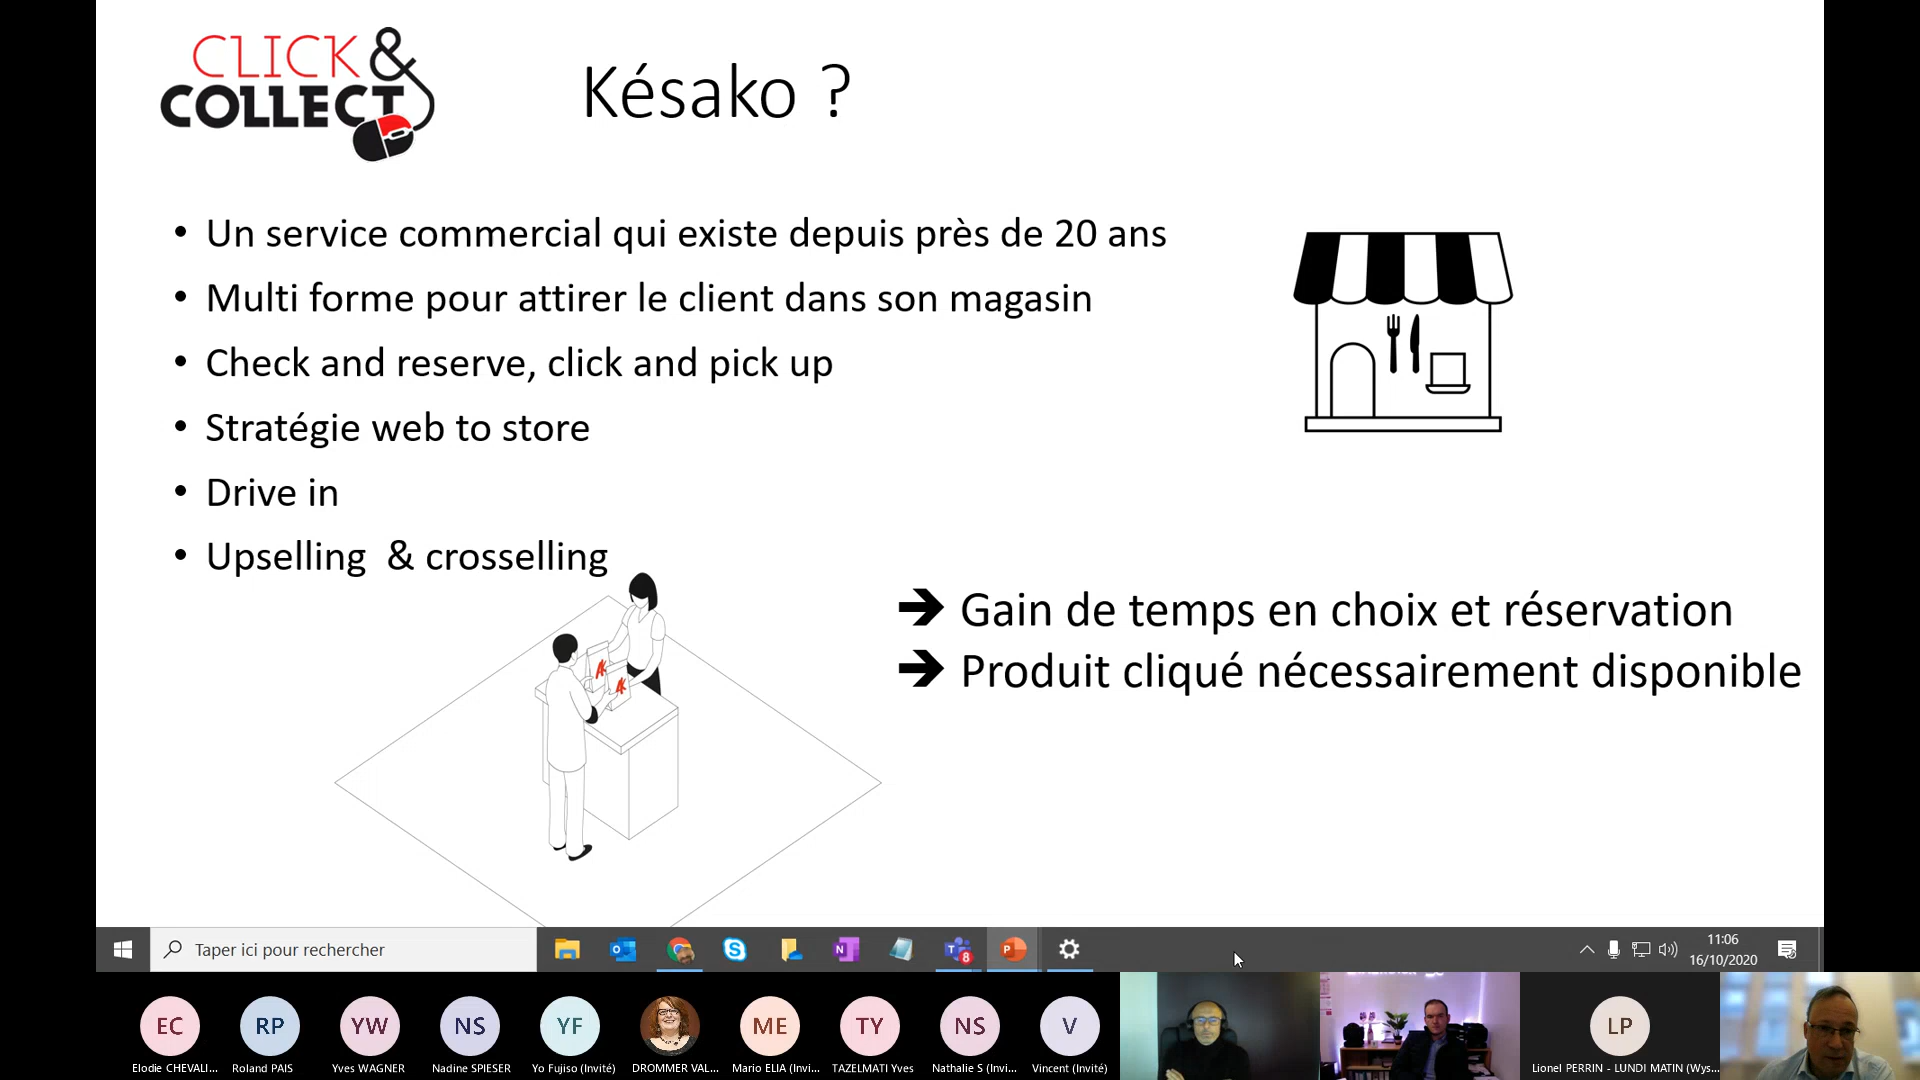 CLICK &
COLLECT
Késako ?
• Un service commercial qui existe depuis près de 20 ans
• Multi forme pour attirer le client dans son magasin
• Check and reserve, click and pick up
• Stratégie web to store
• Drive in
• Upselling & crosselling
➔ Gain de temps en choix et réservation
➔ Produit cliqué nécessairement disponible
Taper ici pour rechercher
8
11:06
16/10/2020
EC
RP
YW
NS
YF
ME
TY
NS
V
LP
Elodie CHEVALI...
Roland PAIS
Yves WAGNER
Nadine SPIESER
Yo Fujiso (Invité)
DROMMER VAL...
Mario ELIA (Invi...
TAZELMATI Yves
Nathalie S (Invi...
Vincent (Invité)
Lionel PERRIN - LUNDI MATIN (Wys...